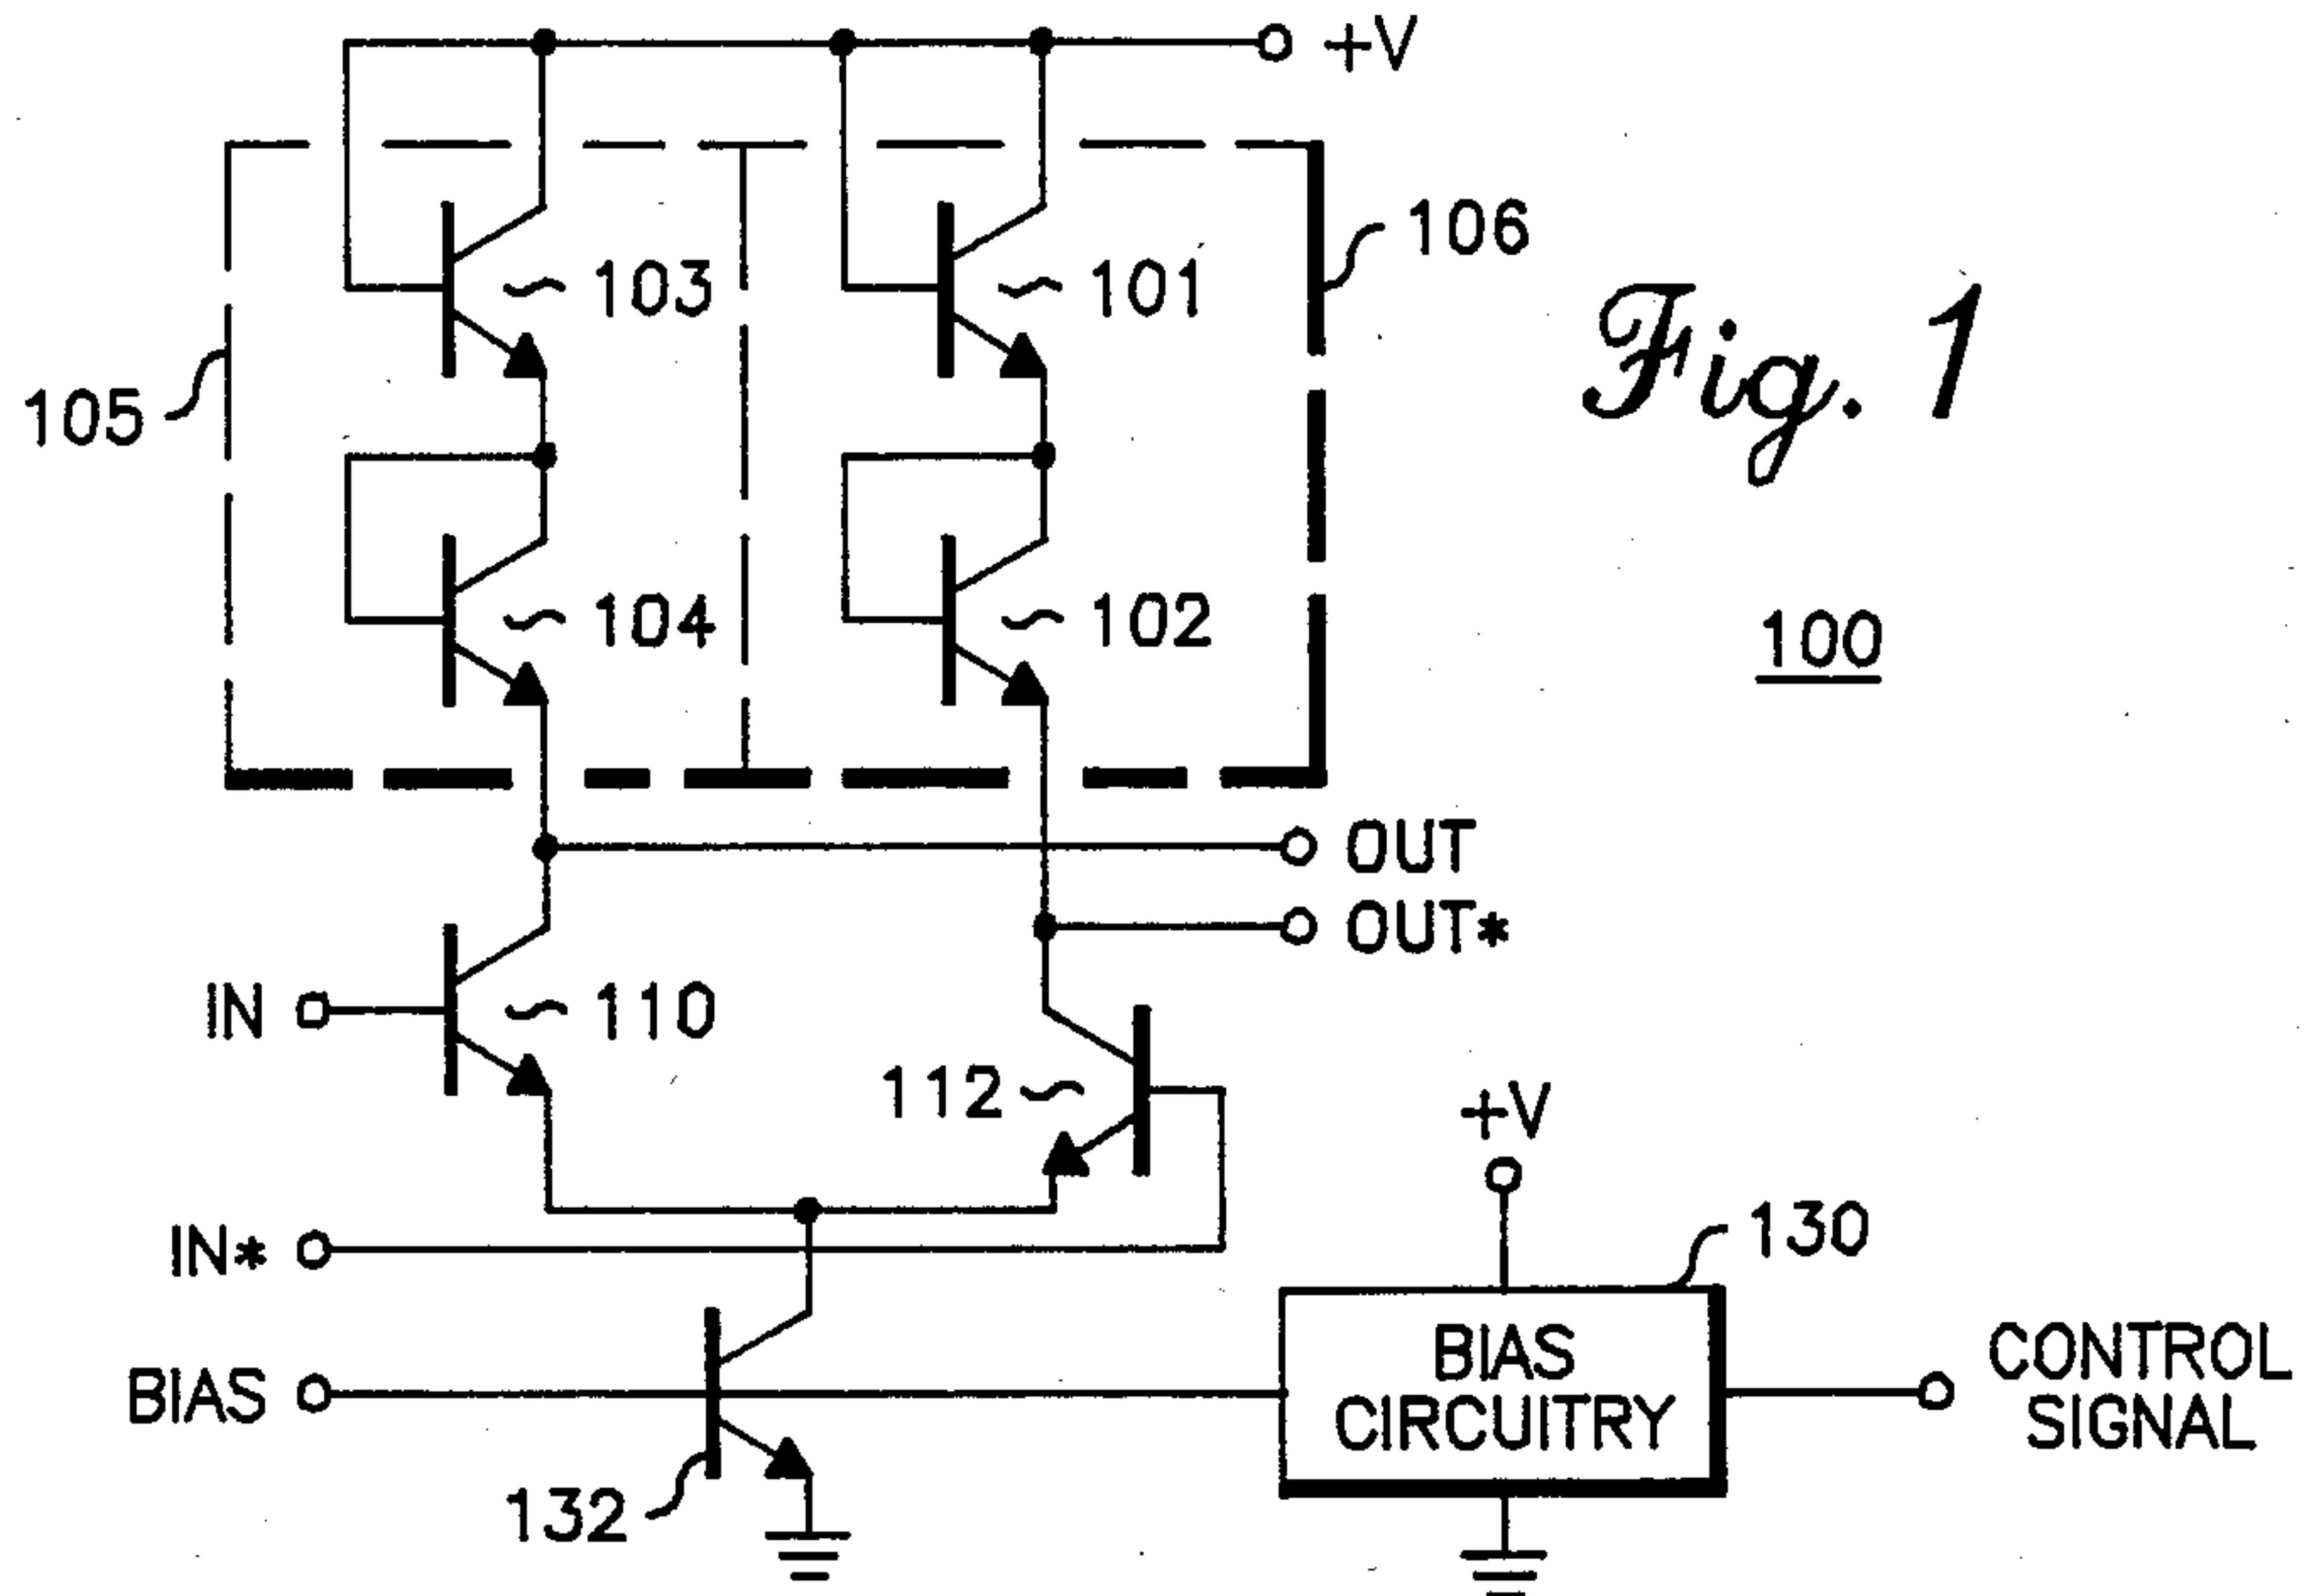 +V
106
103
101
Fig. 1
105
104
102
100
OUT
OUT*
IN
110
112
+V
IN*
130
BIAS
BIAS
CIRCUITRY
CONTROL
SIGNAL
132